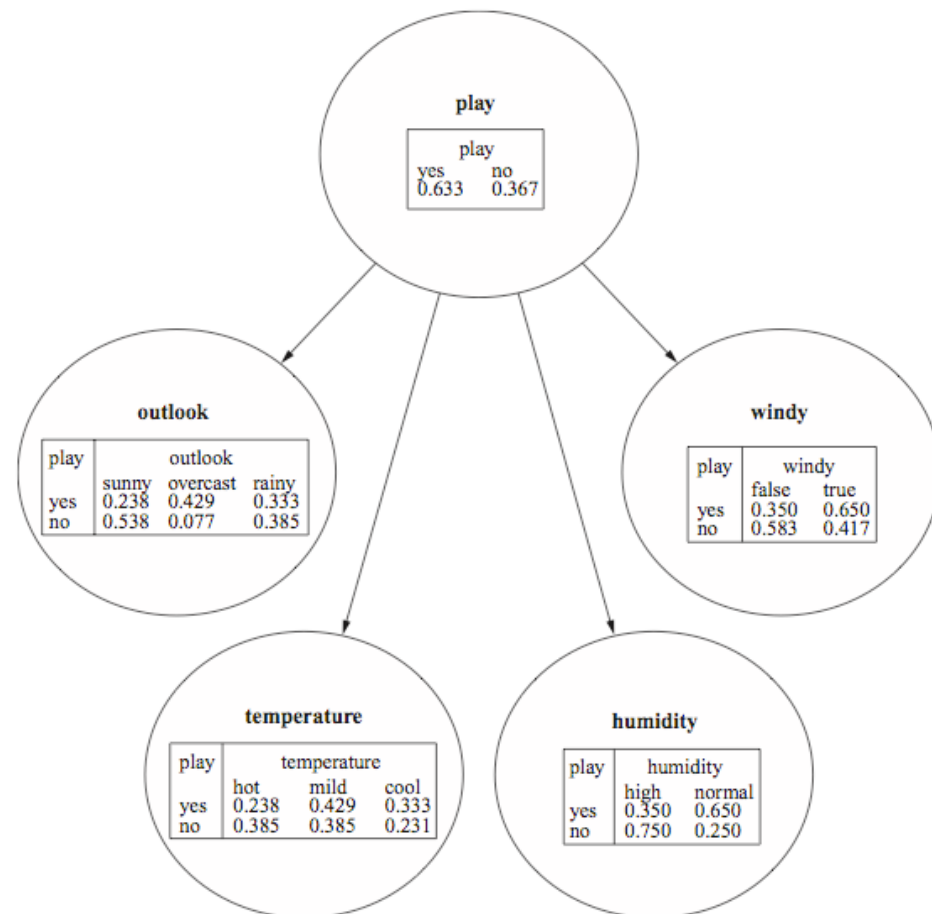 play
play
yes no
0.633 0.367
outlook
play outlook
sunny overcast rainy
yes 0.238 0.429 0.333
no 0.538 0.077 0.385
windy
play windy
false true
yes 0.350 0.650
no 0.583 0.417
temperature
play temperature
hot mild cool
yes 0.238 0.429 0.333
no 0.385 0.385 0.231
humidity
play humidity
high normal
yes 0.350 0.650
no 0.750 0.250